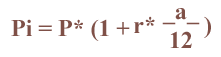 Pi = P* (1 + r* a/12 )